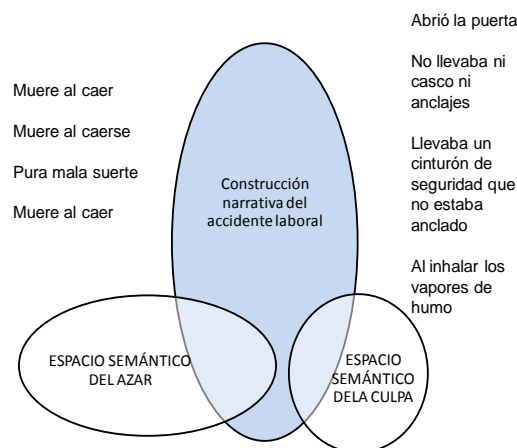 Muere al caer
Muere al caerse
Pura mala suerte
Muere al caer
Construcción
narrativa del
accidente laboral
Abrió la puerta
No llevaba ni
casco ni
anclajes
Llevaba un
cinturón de
seguridad que
no estaba
anclado
Al inhalar los
vapores de
humo
ESPACIO SEMÁNTICO
DEL AZAR
ESPACIO
SEMÁNTICO
DELA CULPA